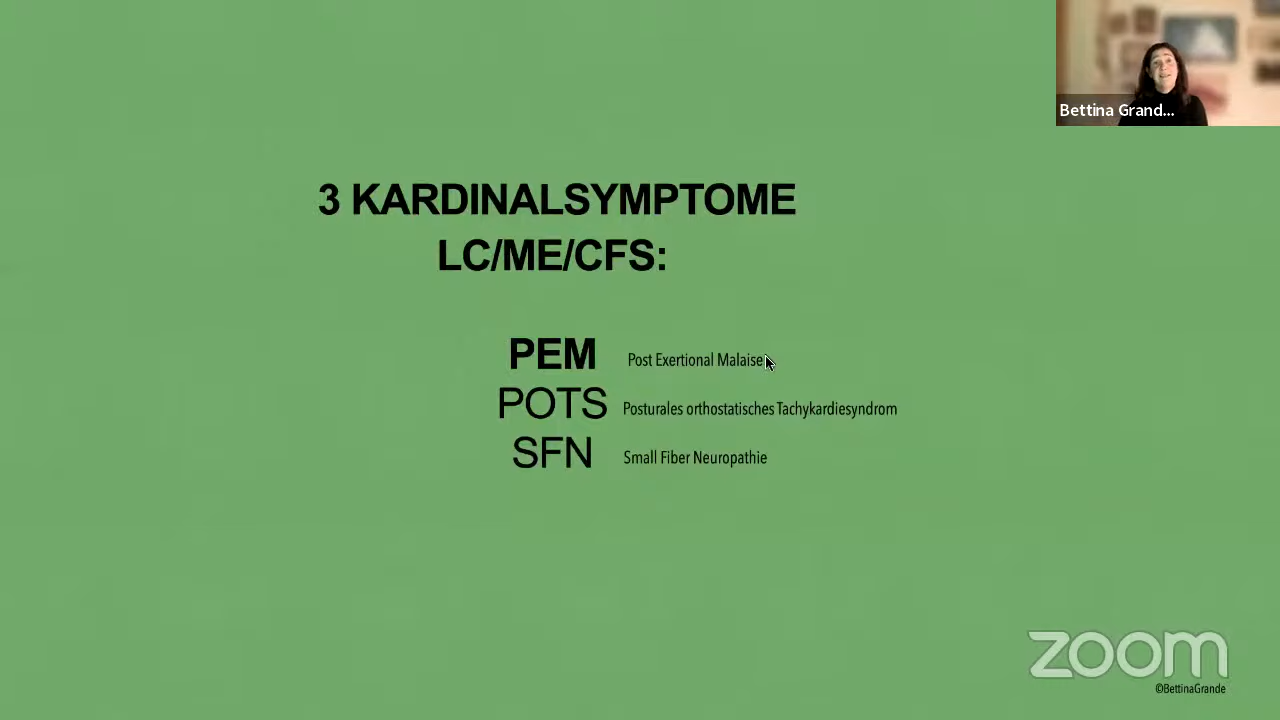 Bettina Grand...
3 KARDINALSYMPTOME
LC/ME/CFS:
PEM Post Exertional Malaise
POTS Posturales orthostatisches Tachykardiesyndrom
SFN Small Fiber Neuropathie
zoom
©BettinaGrande